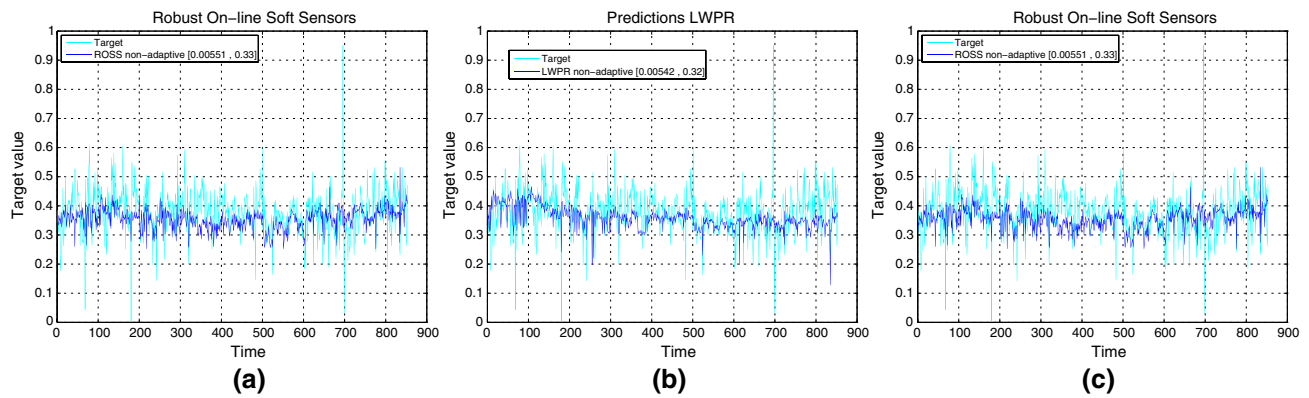 Robust On-line Soft Sensors
Target
ROSS non-adaptive [0.00551 , 0.33]
Target value
1
0.9
0.8
0.7
0.6
0.5
0.4
0.3
0.2
0.1
0
0 100 200 300 400 500 600 700 800 900
Time
(a)
Predictions LWPR
Target
LWPR non-adaptive [0.00542 , 0.32]
Target value
1
0.9
0.8
0.7
0.6
0.5
0.4
0.3
0.2
0.1
0
0 100 200 300 400 500 600 700 800 900
Time
(b)
Robust On-line Soft Sensors
Target
ROSS non-adaptive [0.00551 , 0.33]
Target value
1
0.9
0.8
0.7
0.6
0.5
0.4
0.3
0.2
0.1
0
0 100 200 300 400 500 600 700 800 900
Time
(c)